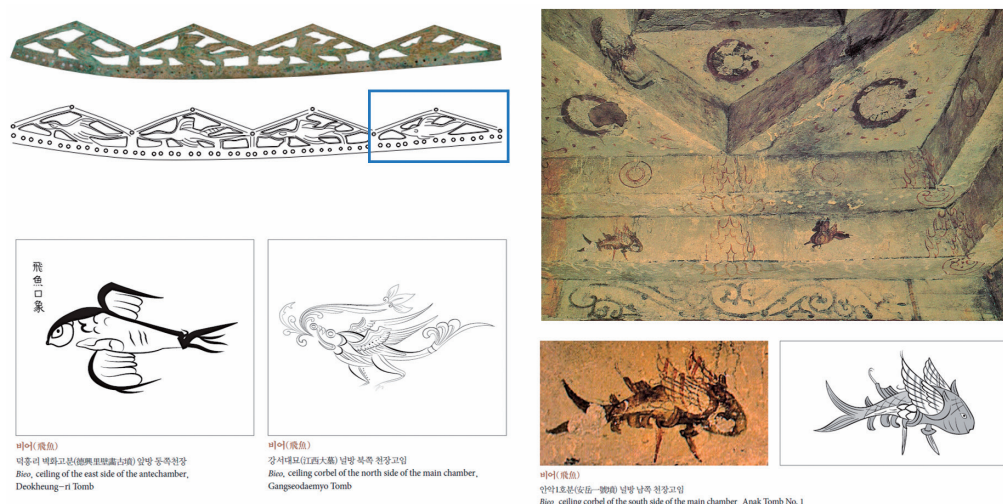 飛魚口象
비어(飛魚)
덕흥리 벽화고분(德興里壁畵古墳) 앞방 동쪽천장
Bieo, ceiling of the east side of the antechamber,
Deokheung-ri Tomb
비어(飛魚)
강서대묘(江西大墓) 널방 북쪽 천장고임
Bieo, ceiling corbel of the north side of the main chamber,
Gangseodaemyo Tomb
비어(飛魚)
안악1호분(安岳一號墳) 널방 남쪽 천장고임
Bieo, ceiling corbel of the south side of the main chamber, Anak Tomb No. 1